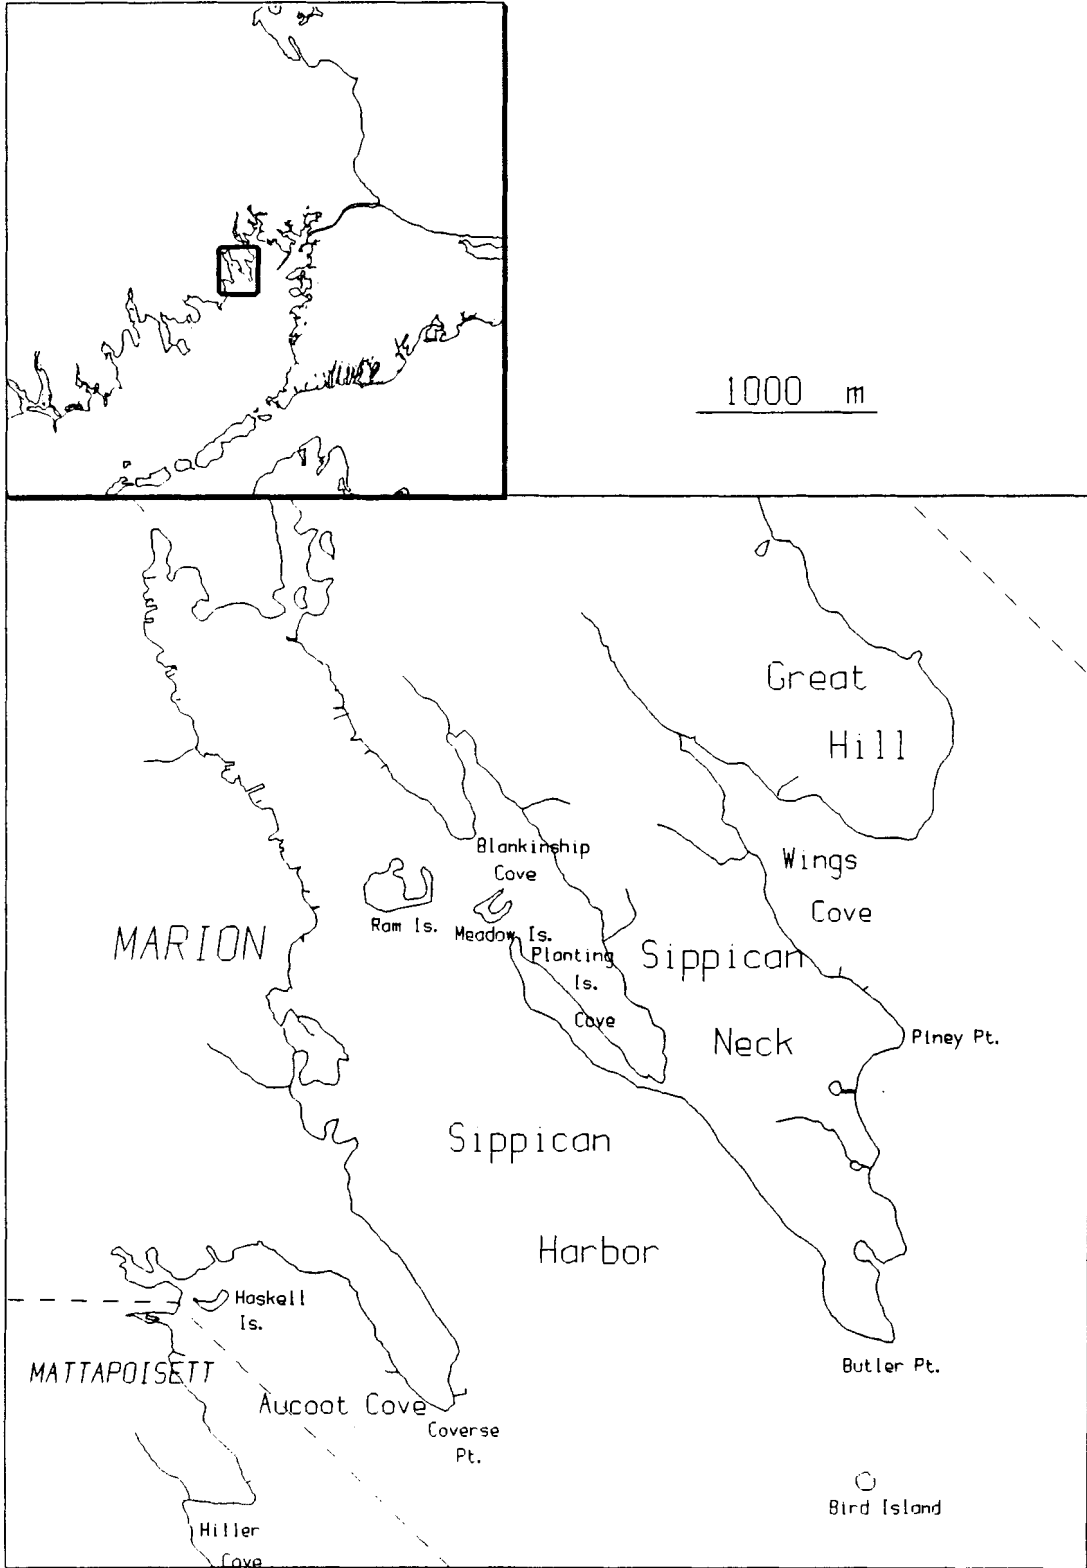 1000 m
Great
Hill
Blankinship
Cove
Wings
Cove
Ram Is.
Meadow Is.
MARION
Planting
Is.
Cove
Sippican
Neck
Piney Pt.
Sippican
Harbor
Haskell
Is.
MATTAPOISETT
Butler Pt.
Aucoot Cove
Coverse
Pt.
Bird Island
Hiller
Cove